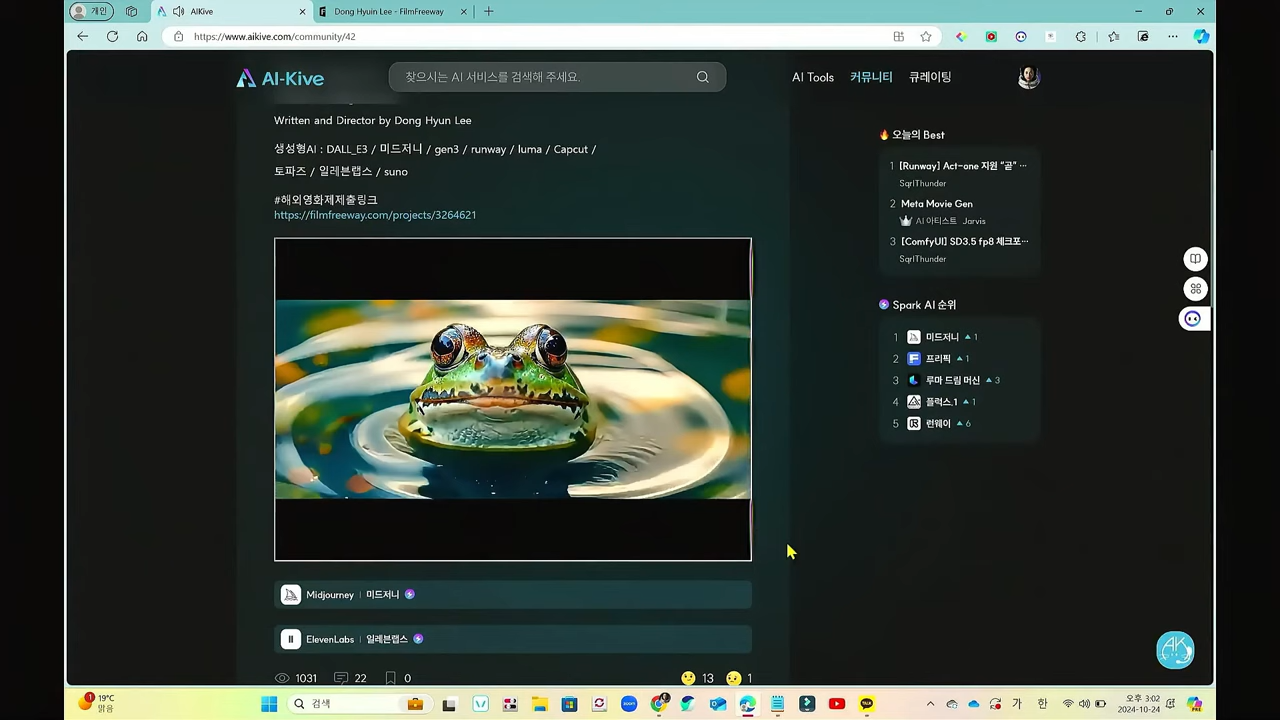 개인
AIKive
Dong Hyuin Lee - FilmFreeway
https://www.aikive.com/community/42
AI-Kive
찾으시는 AI 서비스를 검색해 주세요.
AI Tools
커뮤니티
큐레이팅
Written and Director by Dong Hyun Lee
생성형AI : DALL_E3 / 미드저니 / gen3 / runway / luma / Capcut /
토파즈 / 일레븐랩스 / suno
#해외영화제제출링크
https://filmfreeway.com/projects/3264621
오늘의 Best
1 [Runway] Act-one 지원 “곧” ···
SqrlThunder
2 Meta Movie Gen
AI 아티스트 Jarvis
3 [ComfyUI] SD3.5 fp8 체크포···
SqrlThunder
Spark AI 순위
1 미드저니 ▲ 1
2 프리픽 ▲ 1
3 루마 드림 머신 ▲ 3
4 플럭스.1 ▲ 1
5 런웨이 ▲ 6
Midjourney | 미드저니
ElevenLabs | 일레븐랩스
1031
22
0
13
1
AK
1
19°C
맑음
검색
zoom
TALK
가
한
오후 3:02
2024-10-24